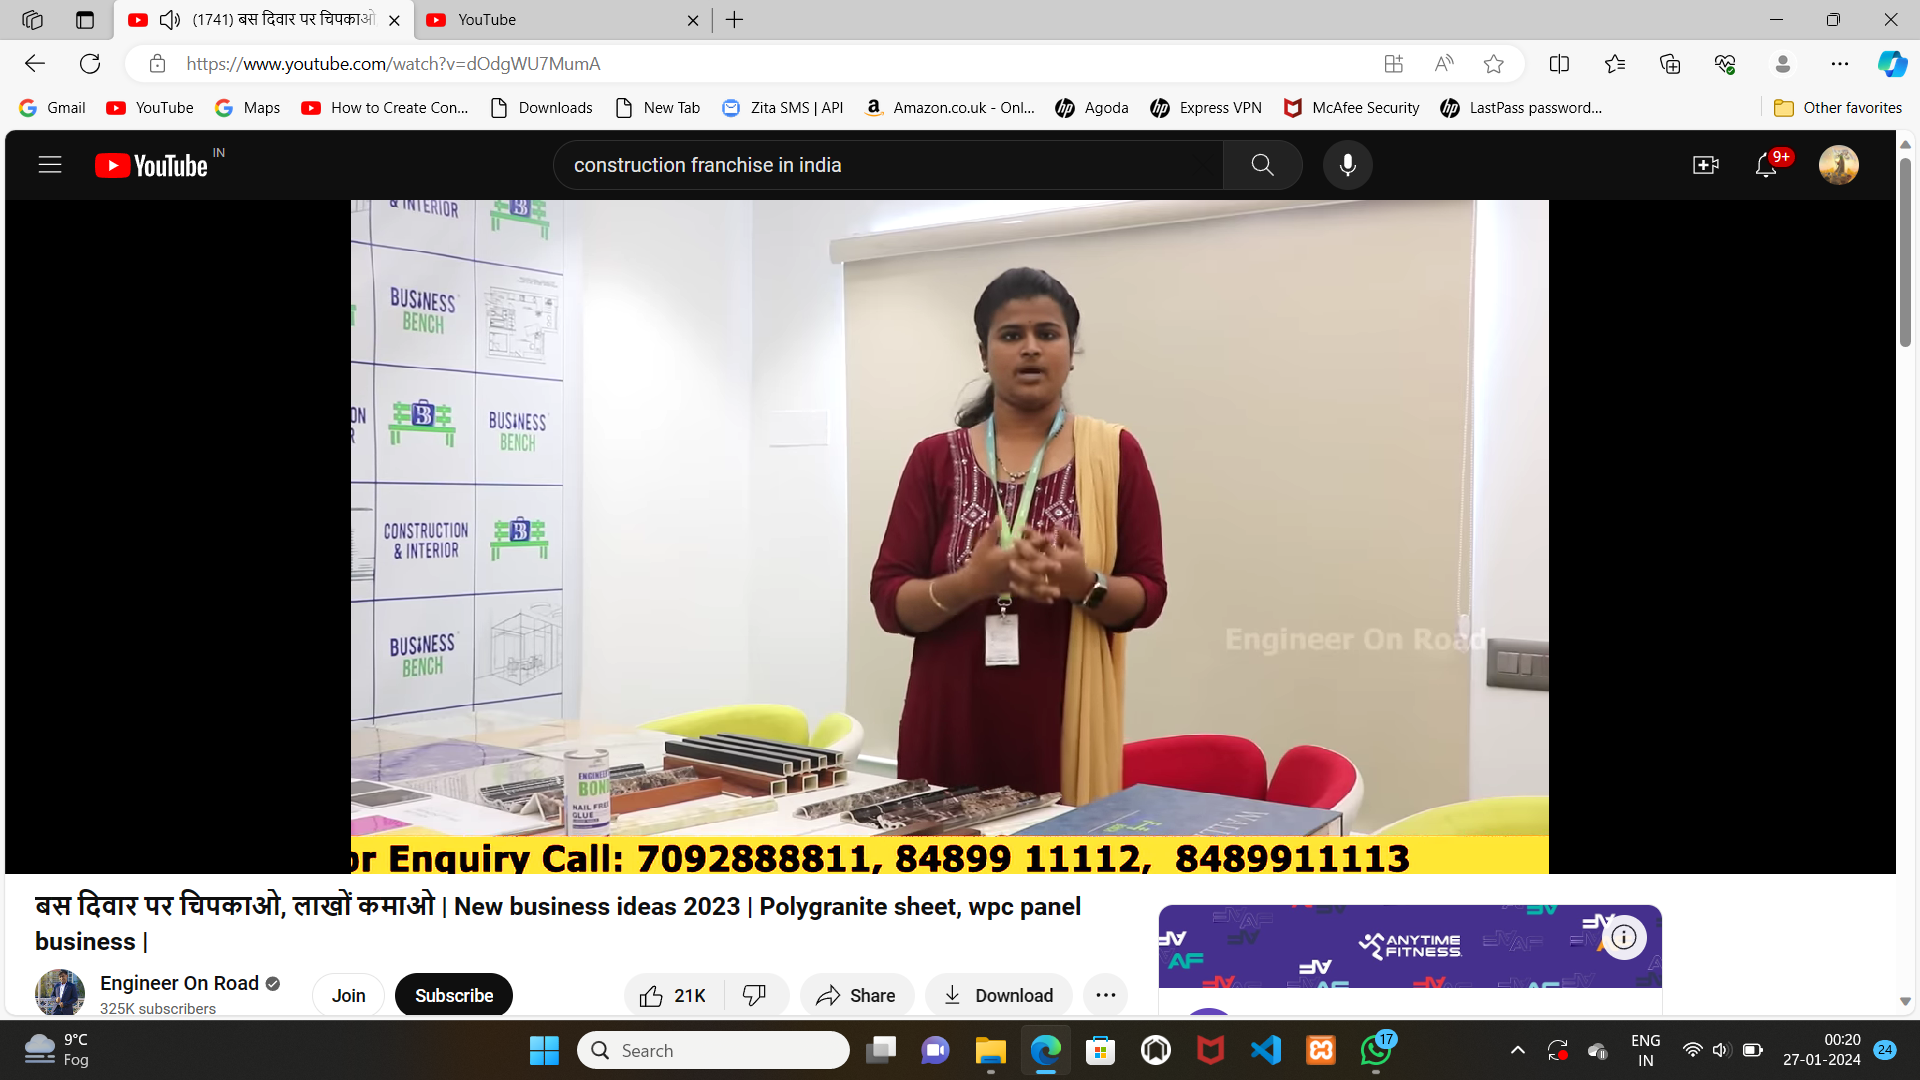 (1741) बस दिवार पर चिपकाओ
YouTube
https://www.youtube.com/watch?v=dOdgWU7MumA
Gmail
YouTube
Maps
How to Create Con...
Downloads
New Tab
Zita SMS | API
Amazon.co.uk - Onl...
Agoda
Express VPN
McAfee Security
LastPass password...
Other favorites
YouTube IN
construction franchise in india
9+
& INTERIOR
BUSINESS
BENCH
BUSINESS
BENCH
CONSTRUCTION
& INTERIOR
BUSINESS
BENCH
Engineer On Road
ENGINEER
BOND
NAIL FREE
GLUE
or Enquiry Call: 7092888811, 84899 11112, 8489911113
बस दिवार पर चिपकाओ, लाखों कमाओ | New business ideas 2023 | Polygranite sheet, wpc panel
business |
Engineer On Road
325K subscribers
Join
Subscribe
21K
Share
Download
ANYTIME
FITNESS
AF
9°C
Fog
Search
17
ENG
IN
00:20
27-01-2024
24